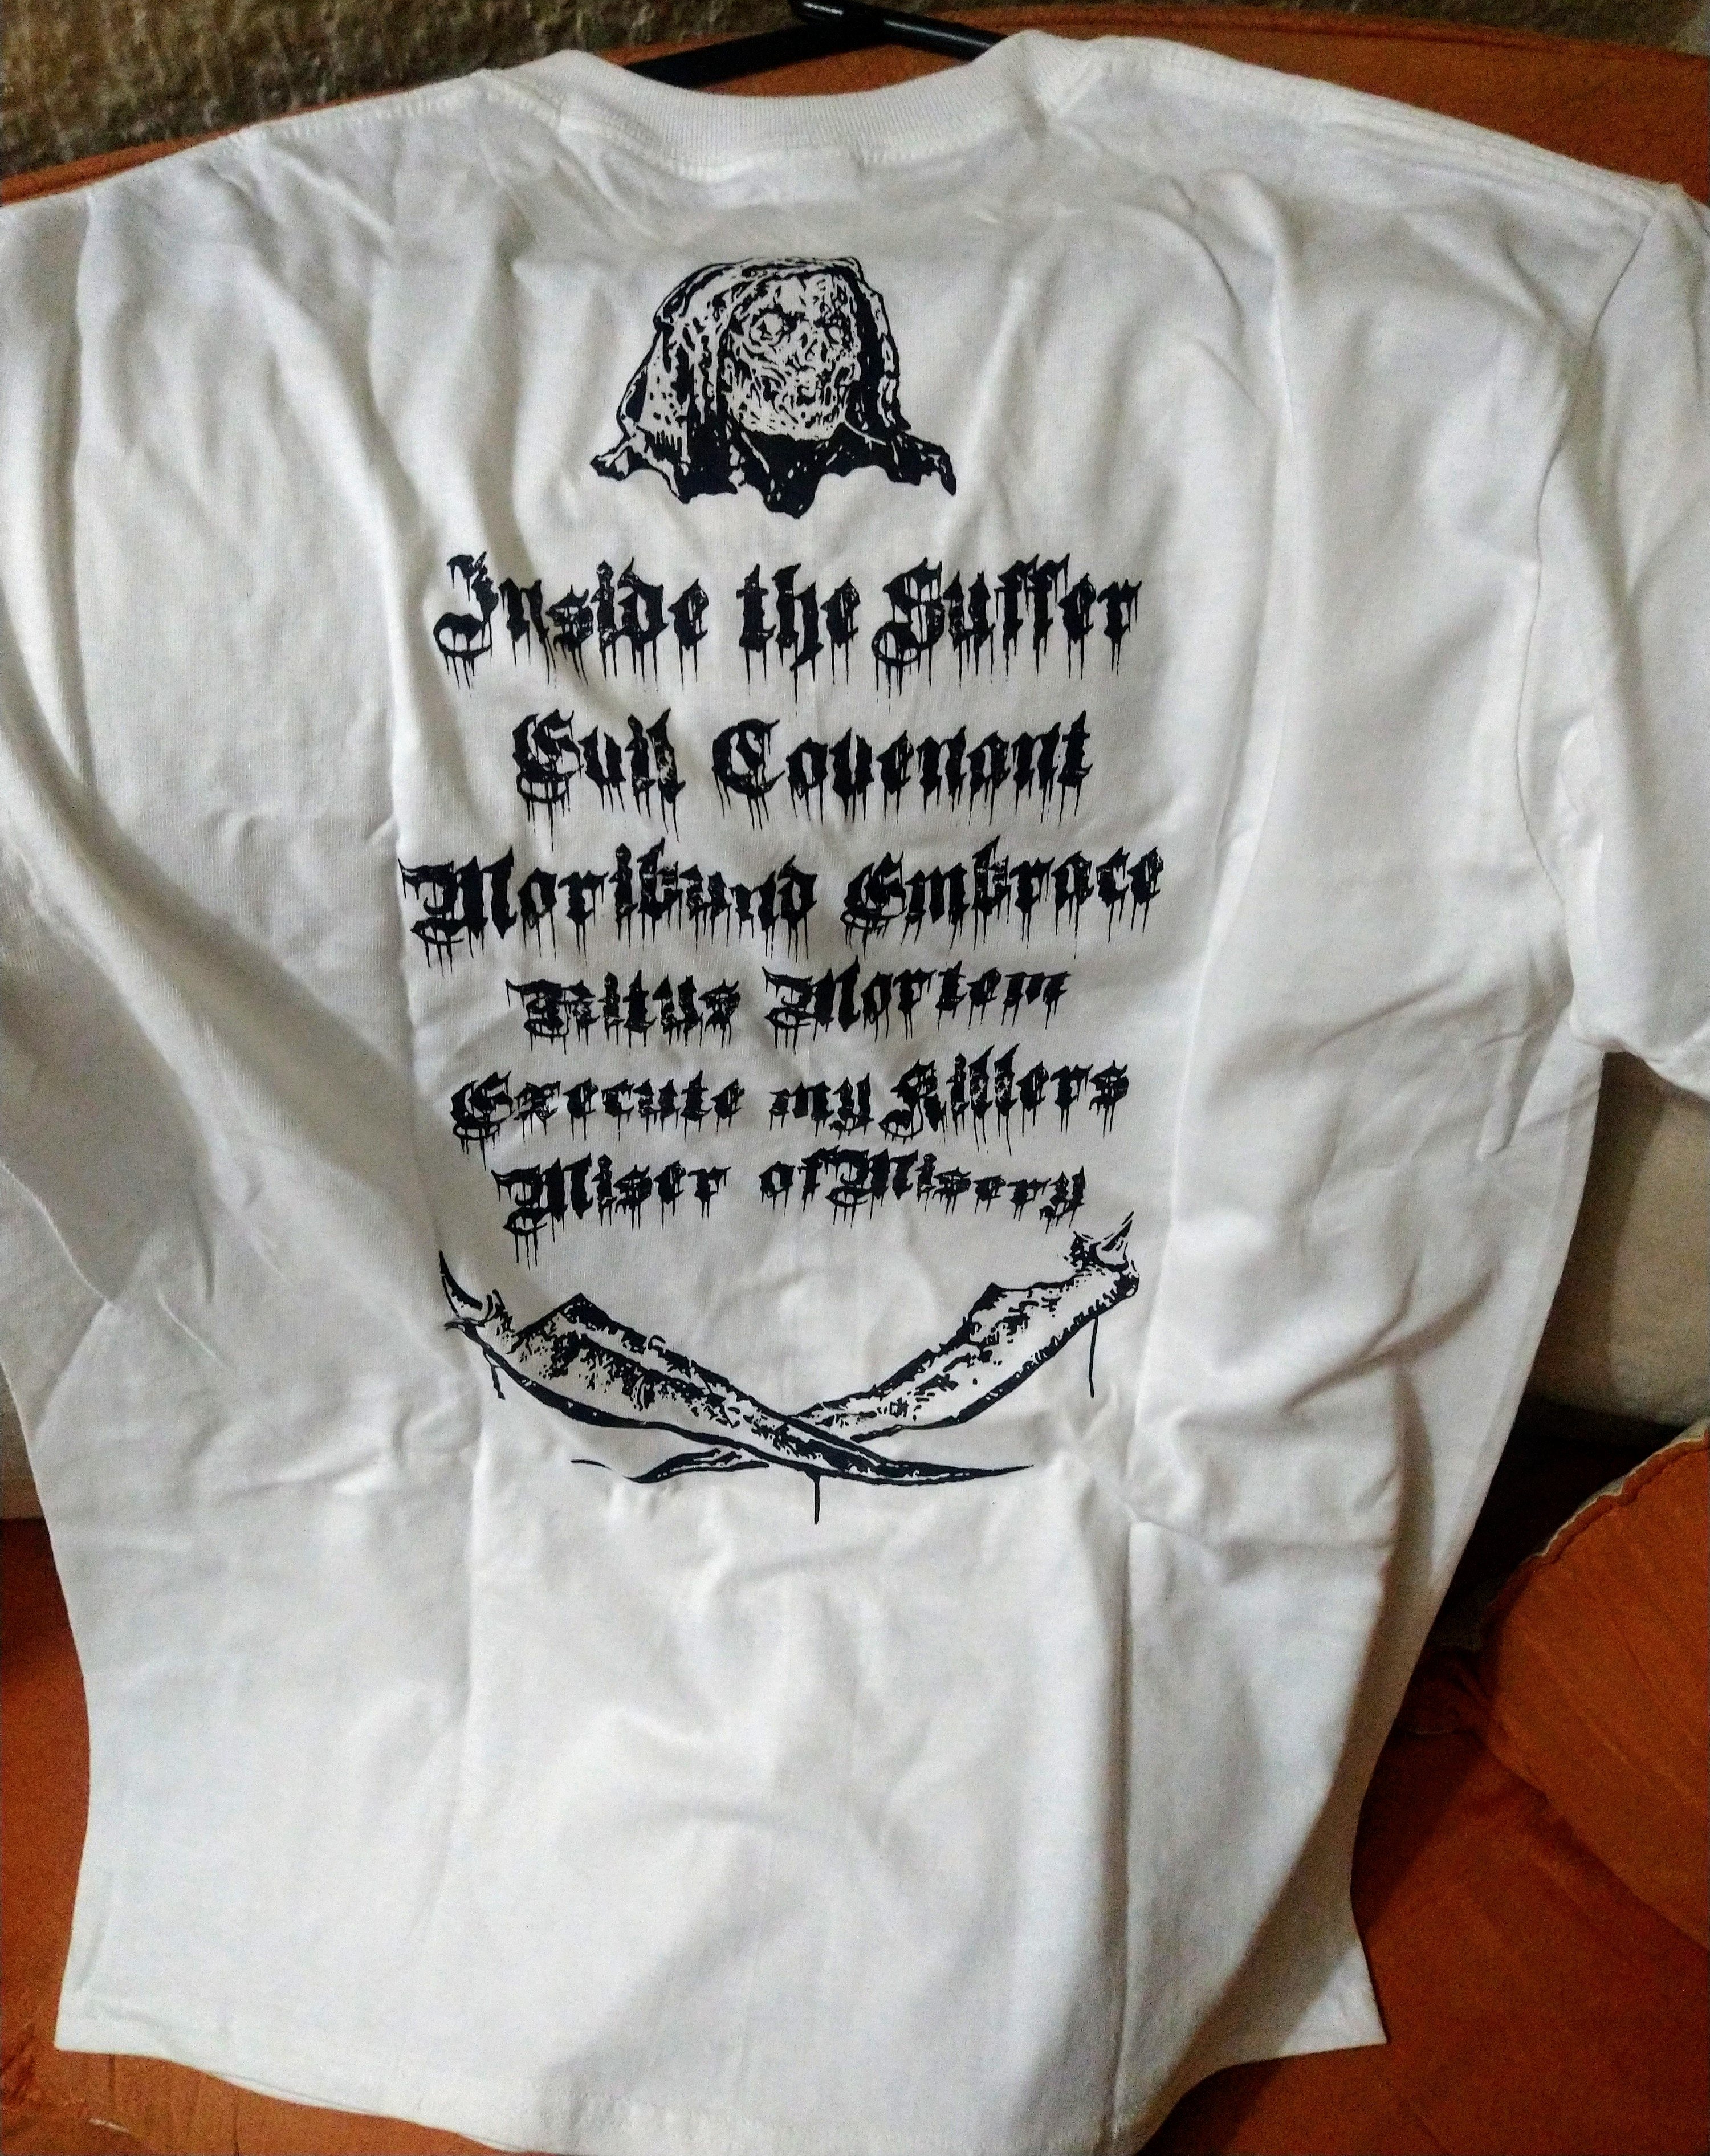 Inside the Suffer
Evil Covenant
Moribund Embrace
Ritus Mortem
Execute my Killers
Miser of Misery